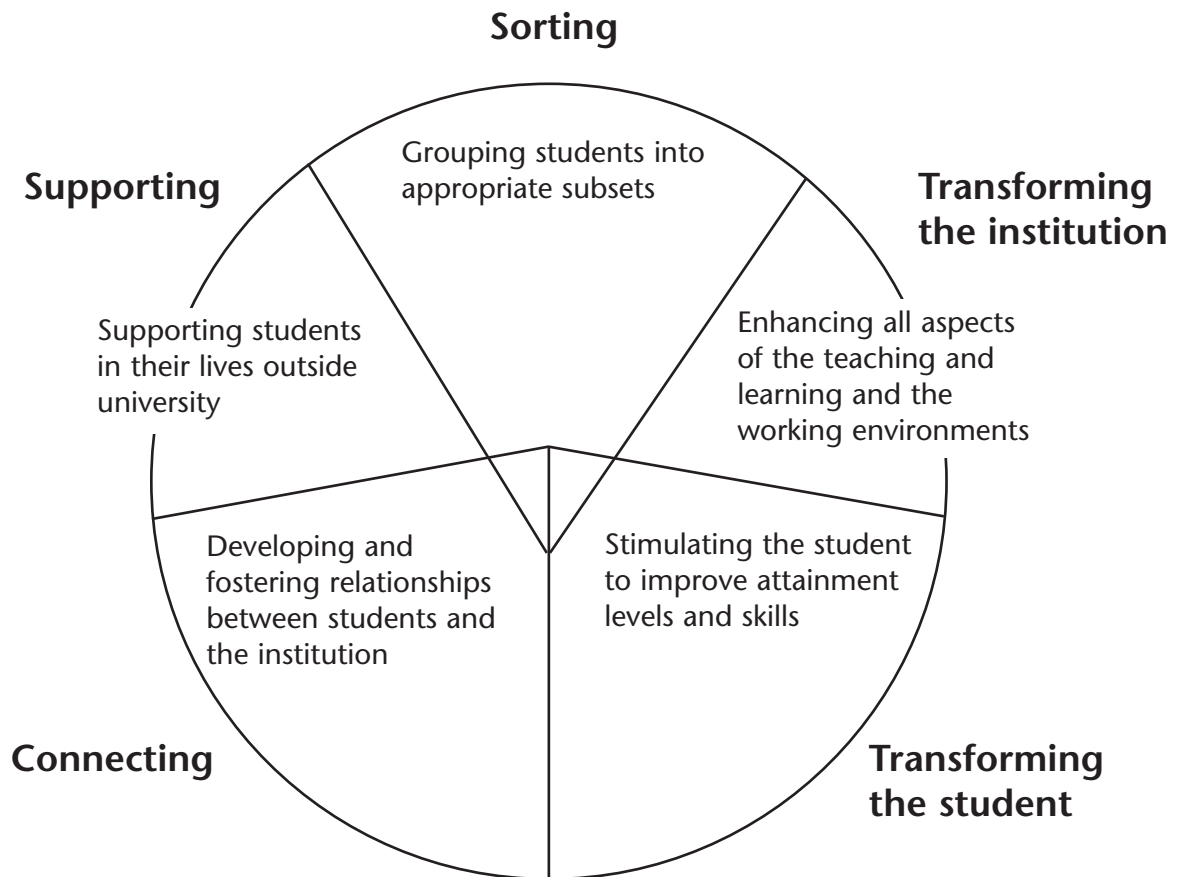 Sorting
Grouping students into
appropriate subsets
Supporting
Supporting students
in their lives outside
university
Transforming
the institution
Enhancing all aspects
of the teaching and
learning and the
working environments
Developing and
fostering relationships
between students and
the institution
Connecting
Stimulating the student
to improve attainment
levels and skills
Transforming
the student